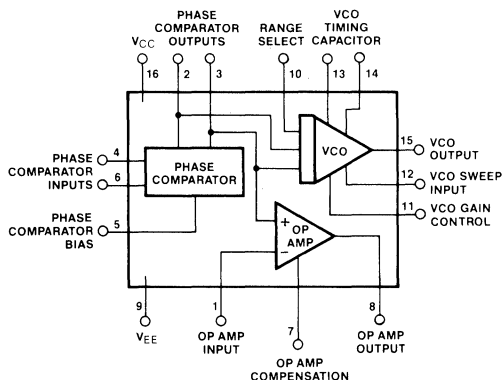 PHASE
COMPARATOR
OUTPUTS
RANGE
SELECT
VCO
TIMING
CAPACITOR
VCC
16
2
3
10
13
14
4
PHASE
COMPARATOR
INPUTS
6
PHASE
COMPARATOR
VCO
15
VCO
OUTPUT
12
VCO SWEEP
INPUT
11
VCO GAIN
CONTROL
PHASE
COMPARATOR
BIAS
5
+
OP
AMP
−
9
VEE
1
OP AMP
INPUT
7
OP AMP
COMPENSATION
8
OP AMP
OUTPUT